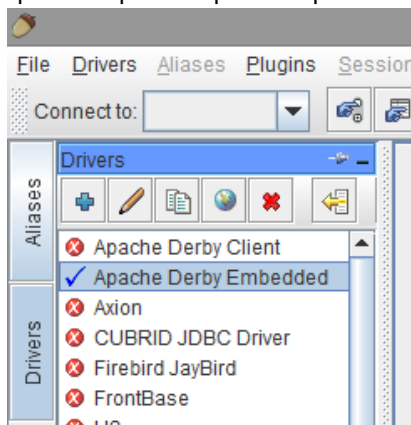 File Drivers Aliases Plugins Session
Connect to:
Drivers
Aliases
Drivers
Apache Derby Client
Apache Derby Embedded
Axion
CUBRID JDBC Driver
Firebird JayBird
FrontBase